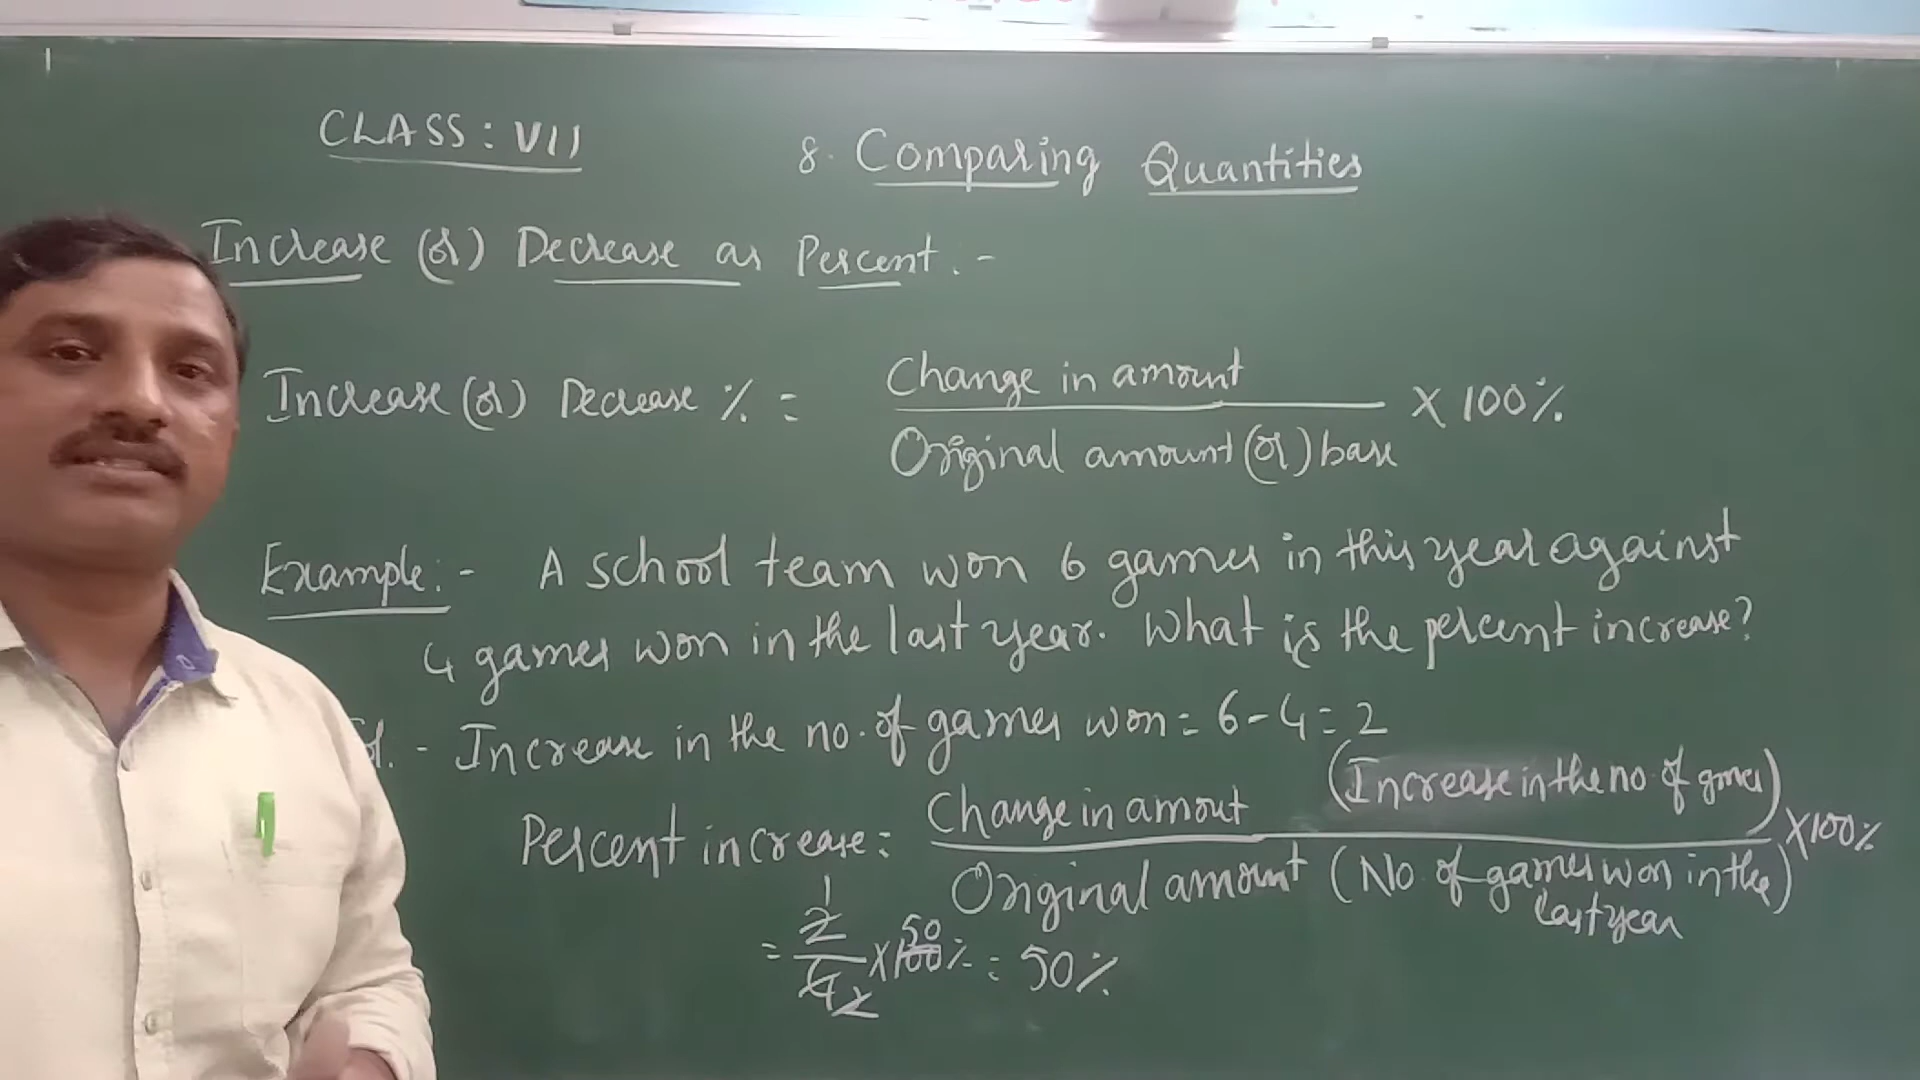 CLASS: VII
8. Comparing Quantities
Increase (or) Decrease as Percent. -
Increase (or) Decrease % = Change in amount / Original amount (or) base X 100%
Example: - A school team won 6 games in this year against
4 games won in the last year. What is the percent increase?
- Increase in the no. of games won = 6 - 4 = 2
Percent increase = Change in amout (Increase in the no. of games) / Original amount (No. of games won in the last year) X 100%
= 2 1 / 4 2 X 100 50 % = 50%